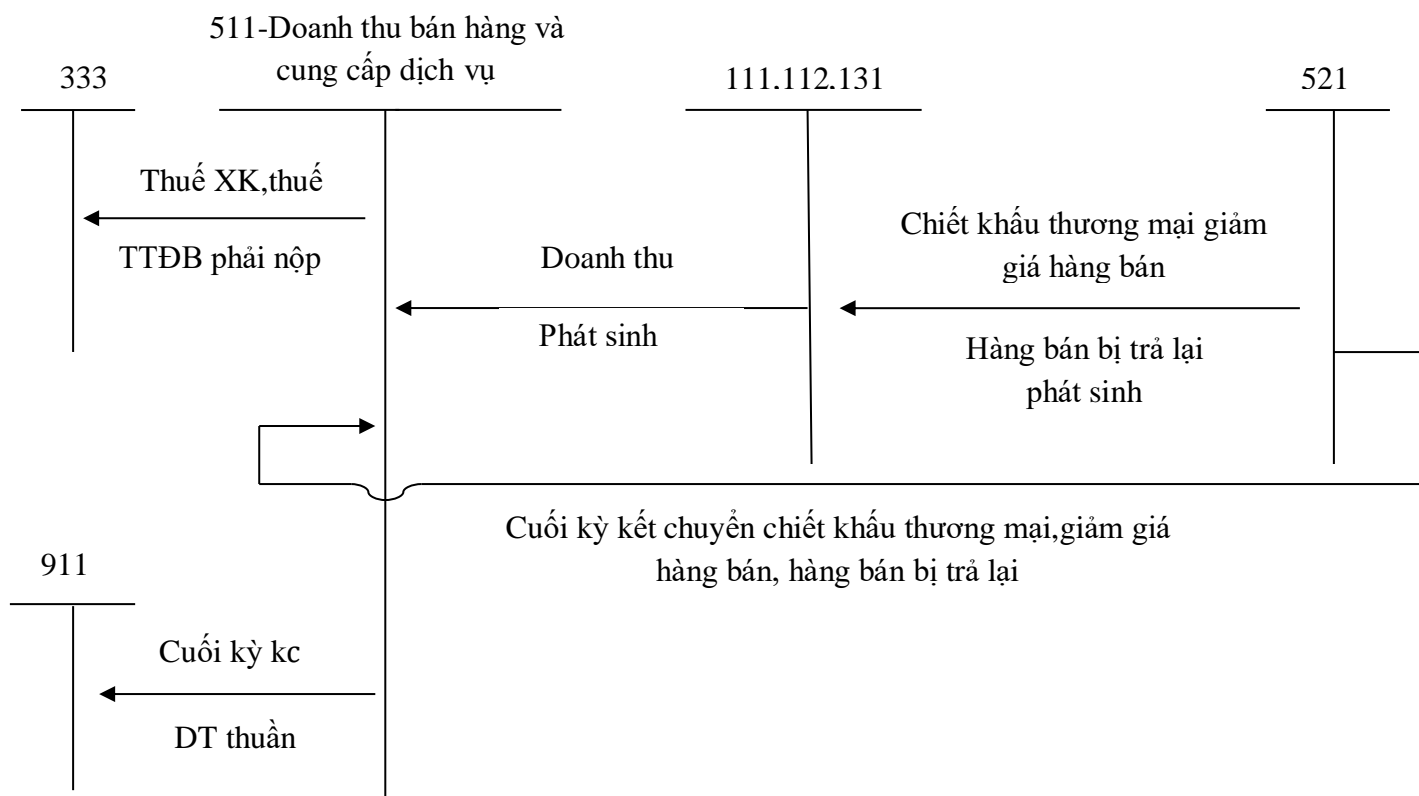 511-Doanh thu bán hàng và
cung cấp dịch vụ
333
111.112.131
521
Thuế XK,thuế
TTĐB phải nộp
Doanh thu
Phát sinh
Chiết khấu thương mại giảm
giá hàng bán
Hàng bán bị trả lại
phát sinh
Cuối kỳ kết chuyển chiết khấu thương mại,giảm giá
hàng bán, hàng bán bị trả lại
911
Cuối kỳ kc
DT thuần